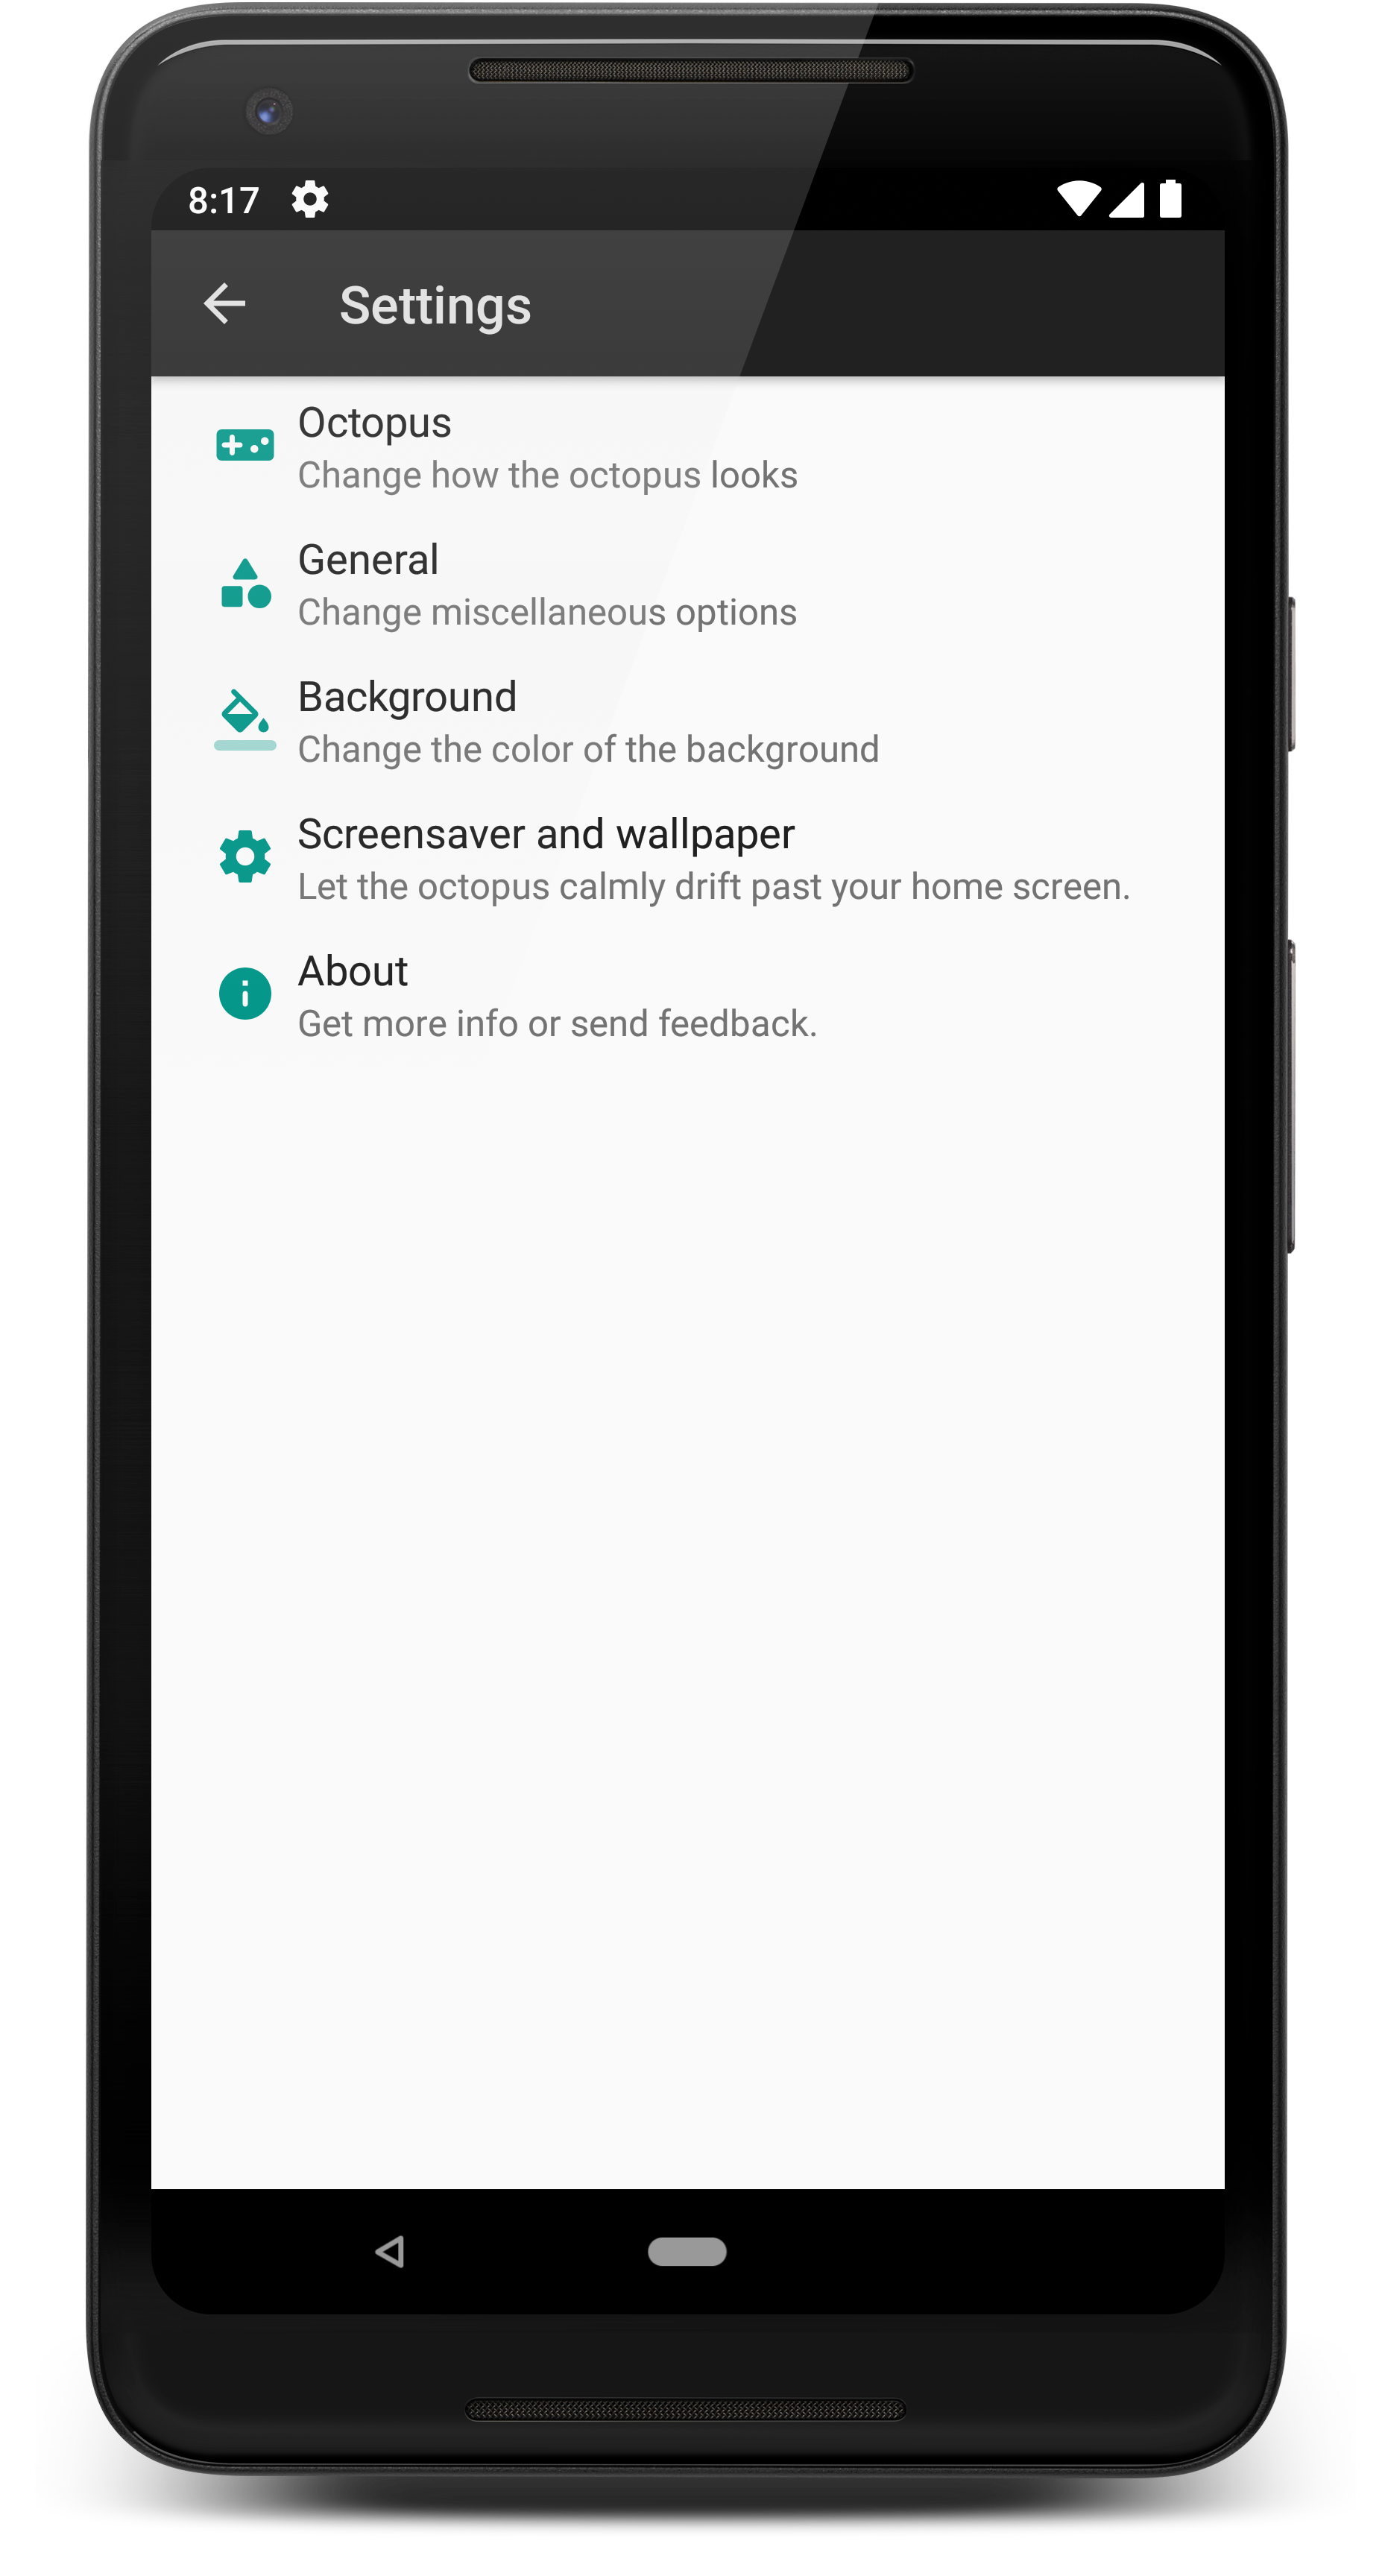 8:17
Settings
Octopus
Change how the octopus looks
General
Change miscellaneous options
Background
Change the color of the background
Screensaver and wallpaper
Let the octopus calmly drift past your home screen.
About
Get more info or send feedback.